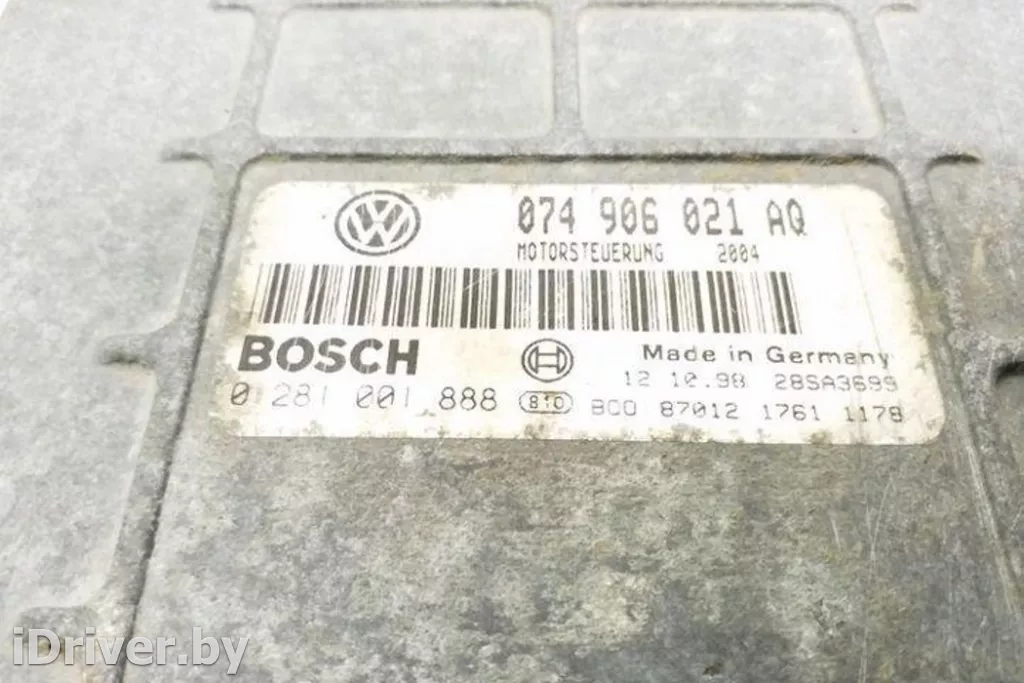 074 906 021 AQ
MOTORSTEUERUNG 2004
BOSCH
Made in Germany
12 10.98 28SA3699
0 281 001 888 810 BCO 87012 1761 1178
iDriver.by